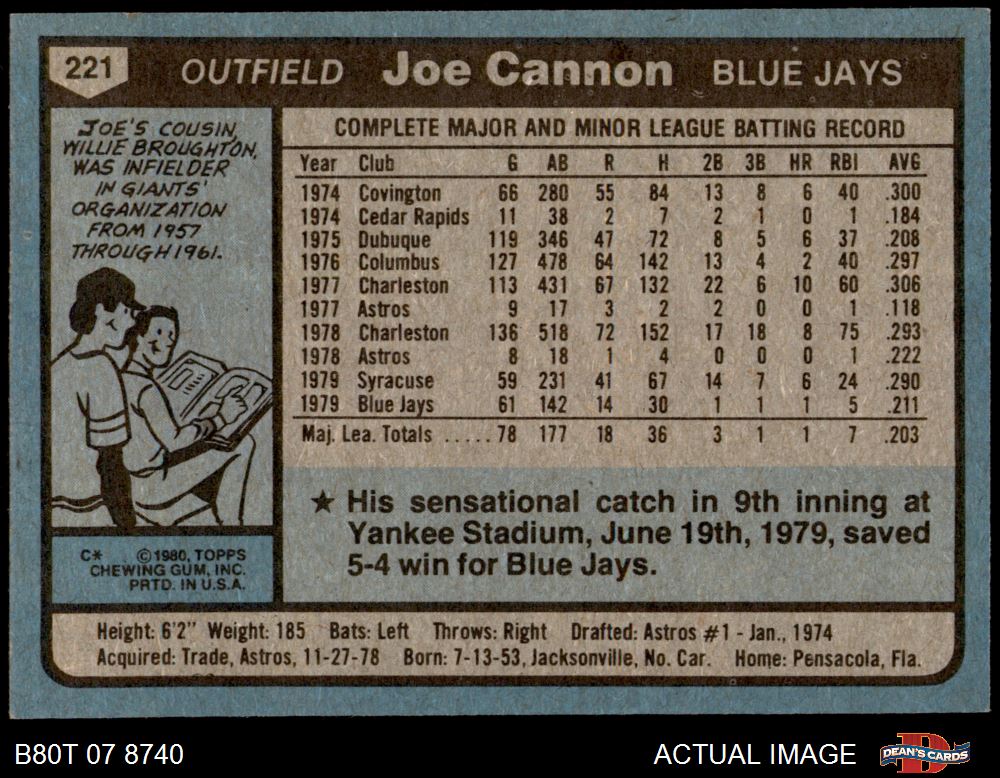 221 OUTFIELD Joe Cannon BLUE JAYS
JOE'S COUSIN,
WILLIE BROUGHTON,
WAS INFIELDER
IN GIANTS'
ORGANIZATION
FROM 1957
THROUGH 1961.
COMPLETE MAJOR AND MINOR LEAGUE BATTING RECORD
Year Club G AB R H 2B 3B HR RBI AVG
1974 Covington 66 280 55 84 13 8 6 40 .300
1974 Cedar Rapids 11 38 2 7 2 1 0 1 .184
1975 Dubuque 119 346 47 72 8 5 6 37 .208
1976 Columbus 127 478 64 142 13 4 2 40 .297
1977 Charleston 113 431 67 132 22 6 10 60 .306
1977 Astros 9 17 3 2 2 0 0 1 .118
1978 Charleston 136 518 72 152 17 18 8 75 .293
1978 Astros 8 18 1 4 0 0 0 1 .222
1979 Syracuse 59 231 41 67 14 7 6 24 .290
1979 Blue Jays 61 142 14 30 1 1 1 5 .211
Maj. Lea. Totals ..... 78 177 18 36 3 1 1 7 .203
★ His sensational catch in 9th inning at
Yankee Stadium, June 19th, 1979, saved
5-4 win for Blue Jays.
C* ©1980, TOPPS
CHEWING GUM, INC.
PRTD. IN U.S.A.
Height: 6'2" Weight: 185 Bats: Left Throws: Right Drafted: Astros #1 - Jan., 1974
Acquired: Trade, Astros, 11-27-78 Born: 7-13-53, Jacksonville, No. Car. Home: Pensacola, Fla.
B80T 07 8740 ACTUAL IMAGE DEAN'S CARDS